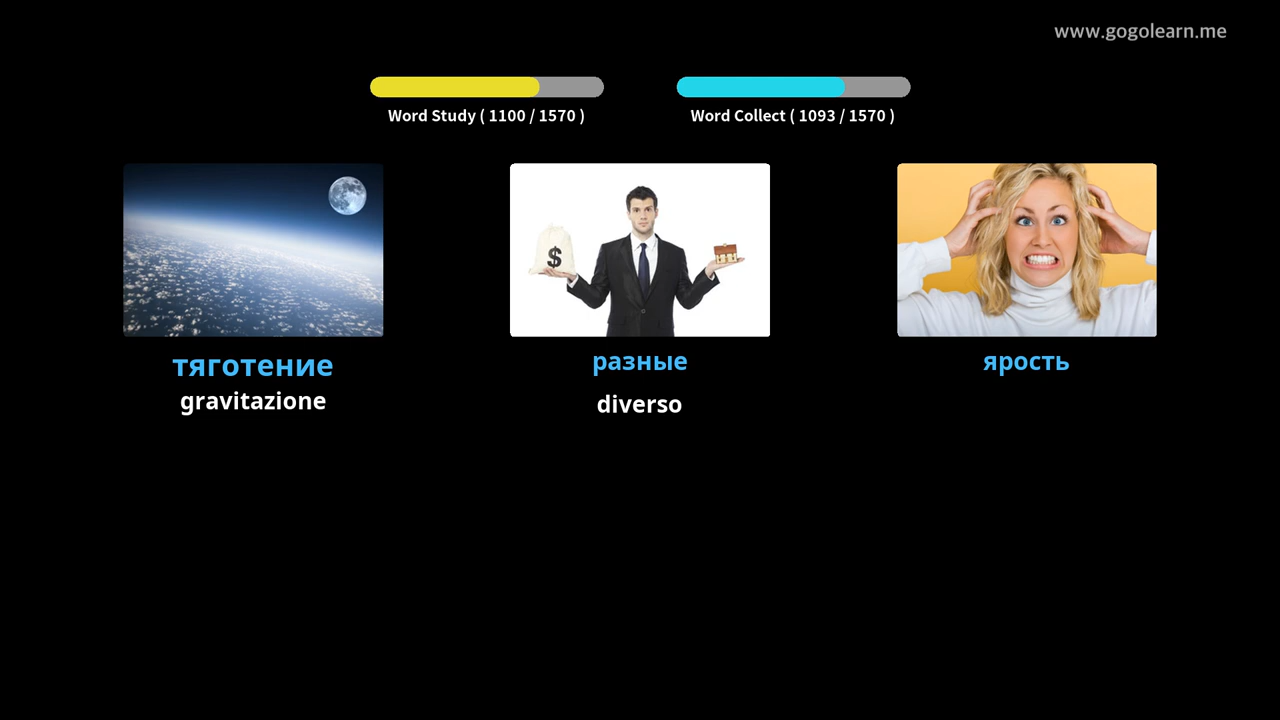 www.gogolearn.me
Word Study ( 1100 / 1570 )
Word Collect ( 1093 / 1570 )
тяготение
gravitazione
разные
diverso
ярость
$